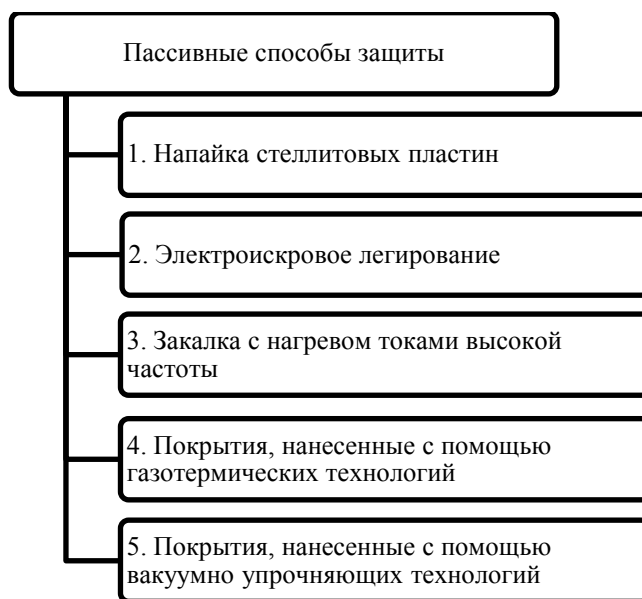 Пассивные способы защиты
1. Напайка стеллитовых пластин
2. Электроискровое легирование
3. Закалка с нагревом токами высокой
частоты
4. Покрытия, нанесенные с помощью
газотермических технологий
5. Покрытия, нанесенные с помощью
вакуумно упрочняющих технологий